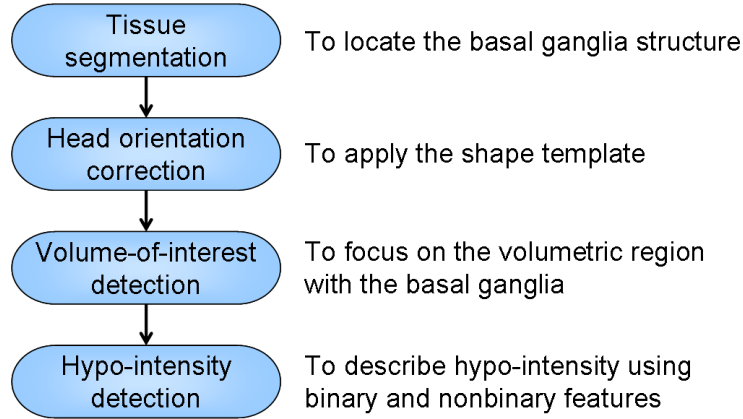 Tissue
segmentation
To locate the basal ganglia structure
Head orientation
correction
To apply the shape template
Volume-of-interest
detection
To focus on the volumetric region
with the basal ganglia
Hypo-intensity
detection
To describe hypo-intensity using
binary and nonbinary features